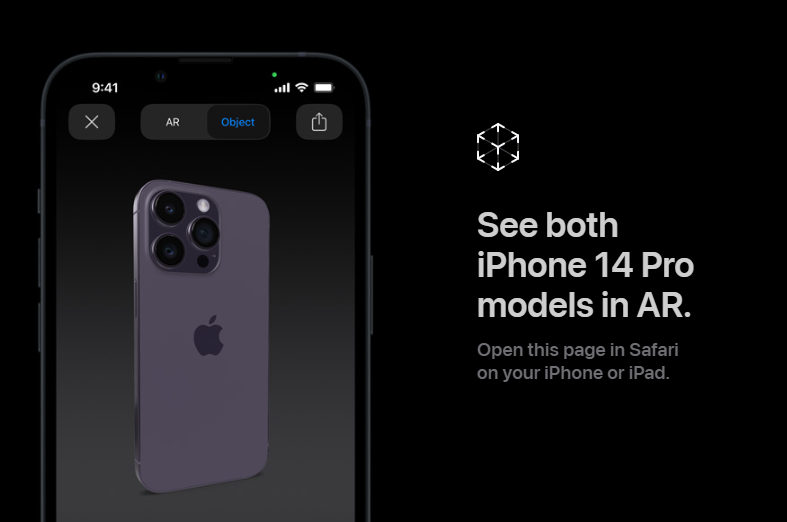 9:41
AR
Object
See both
iPhone 14 Pro
models in AR.
Open this page in Safari
on your iPhone or iPad.